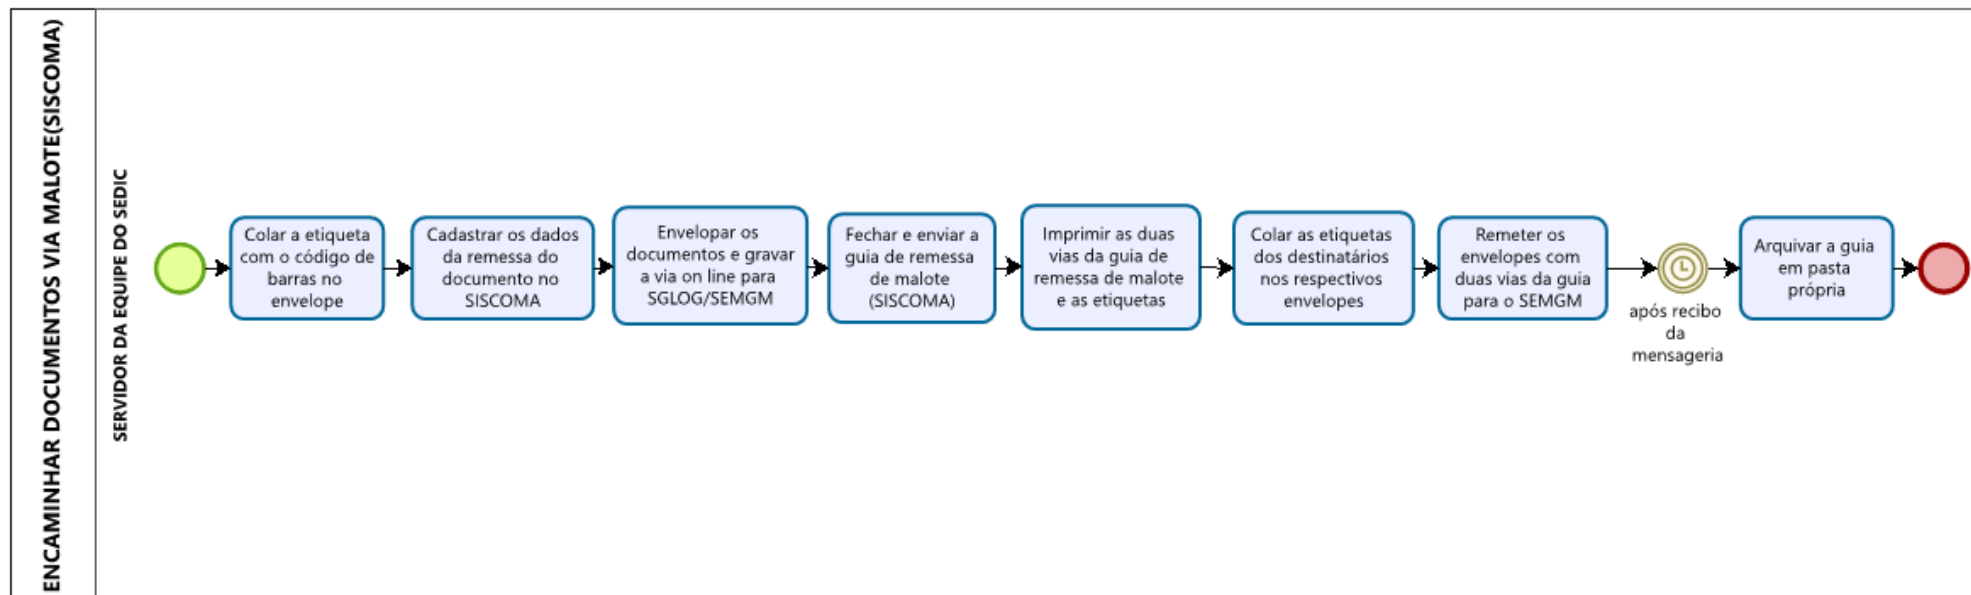 ENCAMINHAR DOCUMENTOS VIA MALOTE(SISCOMA)
SERVIDOR DA EQUIPE DO SEDIC
Colar a etiqueta
com o código de
barras no
envelope
Cadastrar os dados
da remessa do
documento no
SISCOMA
Envelopar os
documentos e gravar
a via on line para
SGLOG/SEMGM
Fechar e enviar a
guia de remessa
de malote
(SISCOMA)
Imprimir as duas
vias da guia de
remessa de malote
e as etiquetas
Colar as etiquetas
dos destinatários
nos respectivos
envelopes
Remeter os
envelopes com
duas vias da guia
para o SEMGM
após recibo
da
mensageria
Arquivar a guia
em pasta
própria